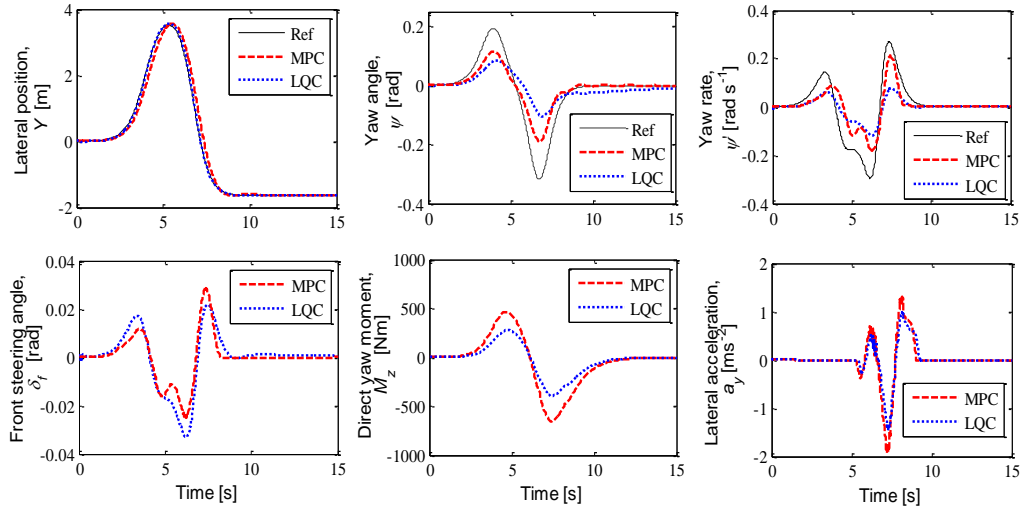 Lateral position,
Y [m]
4
2
0
-2
0 5 10 15
Ref
MPC
LQC
Yaw angle,
ψ [rad]
0.4
0.2
0
-0.2
-0.4
0 5 10 15
Ref
MPC
LQC
Yaw rate,
ψ' [rad s-1]
0.4
0.2
0
-0.2
-0.4
0 5 10 15
Ref
MPC
LQC
Front steering angle,
δf [rad]
0.04
0.02
0
-0.02
-0.04
0 5 10 15
Time [s]
MPC
LQC
Direct yaw moment,
Mz [Nm]
1000
500
0
-500
-1000
0 5 10 15
Time [s]
MPC
LQC
Lateral acceleration,
ay [ms-2]
2
1
0
-1
-2
0 5 10 15
Time [s]
MPC
LQC